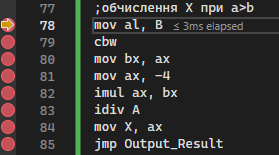 77 ;обчислення X при a>b
78 mov al, B ≤ 3ms elapsed
79 cbw
80 mov bx, ax
81 mov ax, -4
82 imul ax, bx
83 idiv A
84 mov X, ax
85 jmp Output_Result